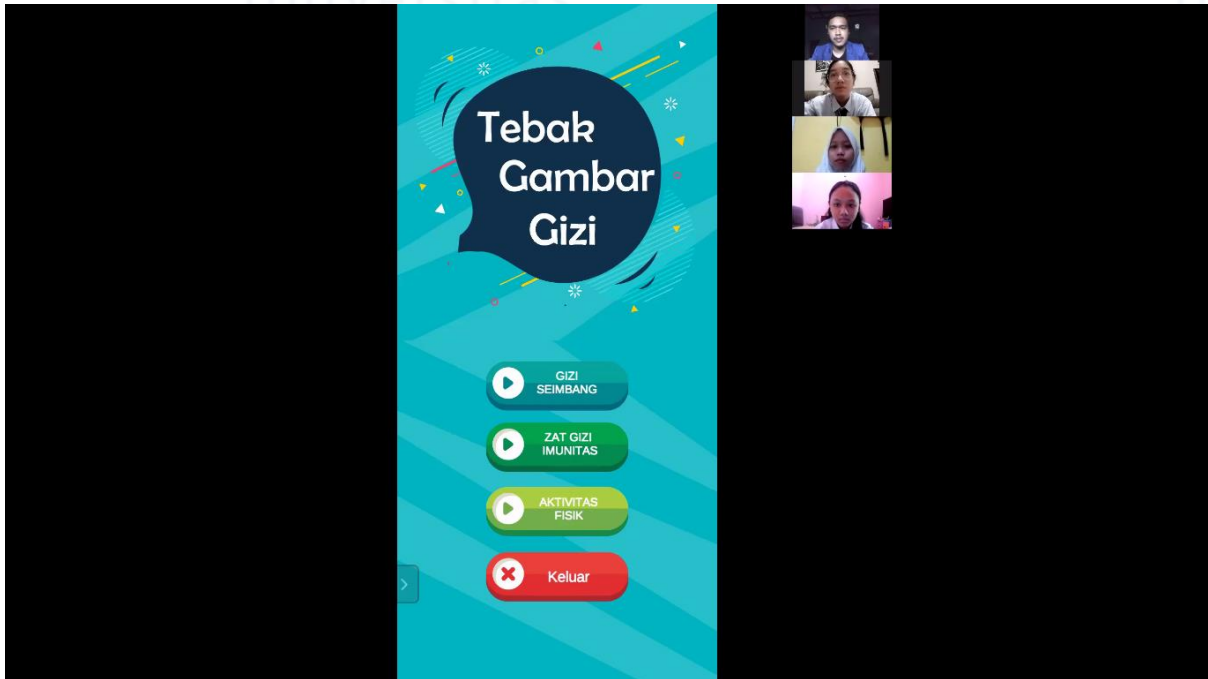 Tebak
Gambar
Gizi
GIZI
SEIMBANG
ZAT GIZI
IMUNITAS
AKTIVITAS
FISIK
Keluar